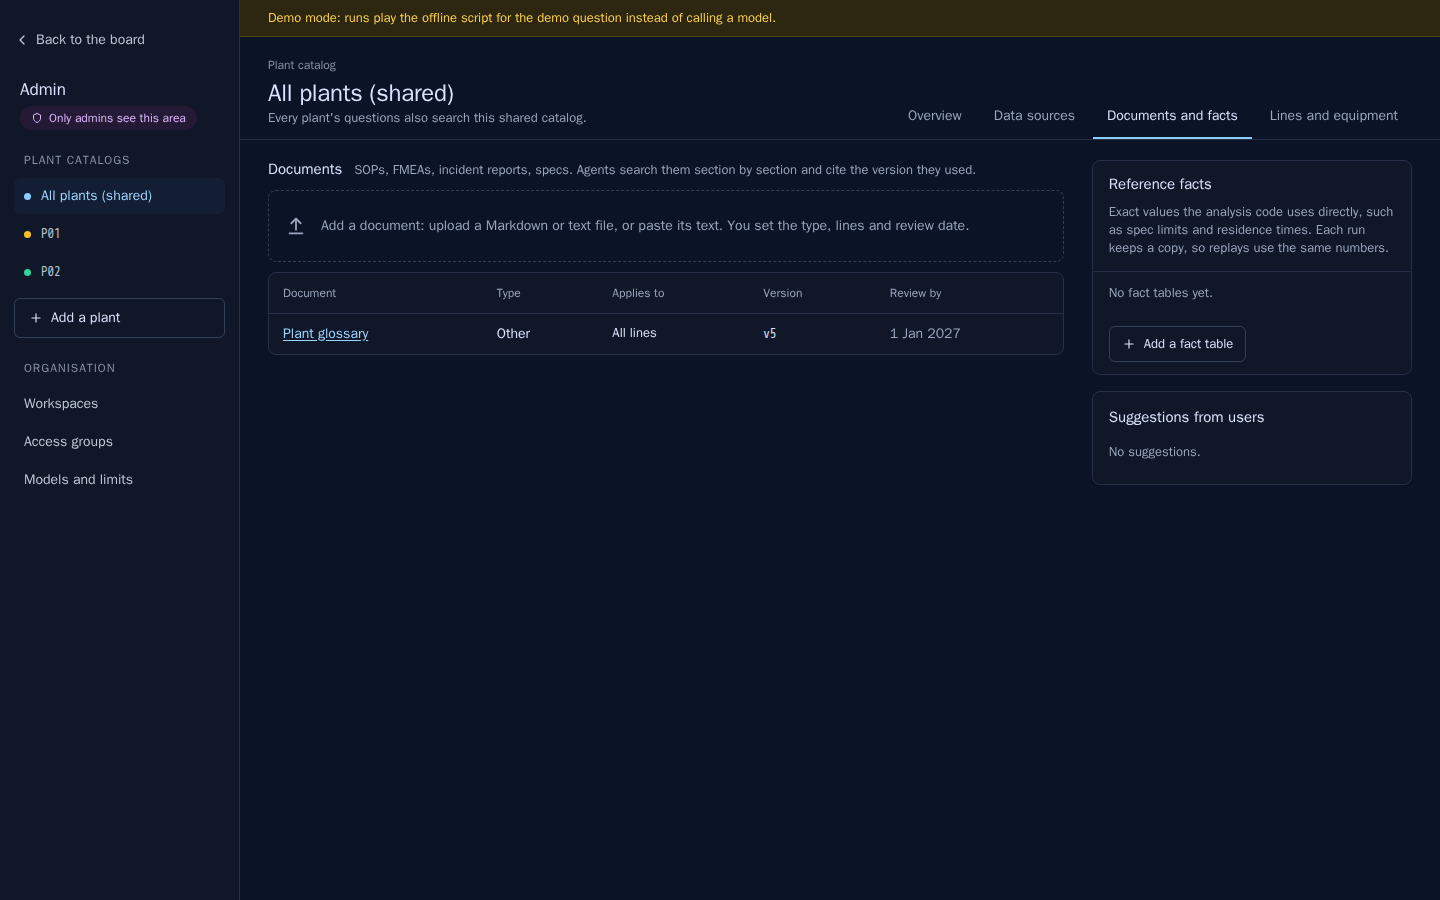 Demo mode: runs play the offline script for the demo question instead of calling a model.
Back to the board
Admin
Only admins see this area
PLANT CATALOGS
All plants (shared)
P01
P02
Add a plant
ORGANISATION
Workspaces
Access groups
Models and limits
Plant catalog
All plants (shared)
Every plant's questions also search this shared catalog.
Overview
Data sources
Documents and facts
Lines and equipment
Documents SOPs, FMEAs, incident reports, specs. Agents search them section by section and cite the version they used.
Add a document: upload a Markdown or text file, or paste its text. You set the type, lines and review date.
Document Type Applies to Version Review by
Plant glossary Other All lines v5 1 Jan 2027
Reference facts
Exact values the analysis code uses directly, such
as spec limits and residence times. Each run
keeps a copy, so replays use the same numbers.
No fact tables yet.
Add a fact table
Suggestions from users
No suggestions.